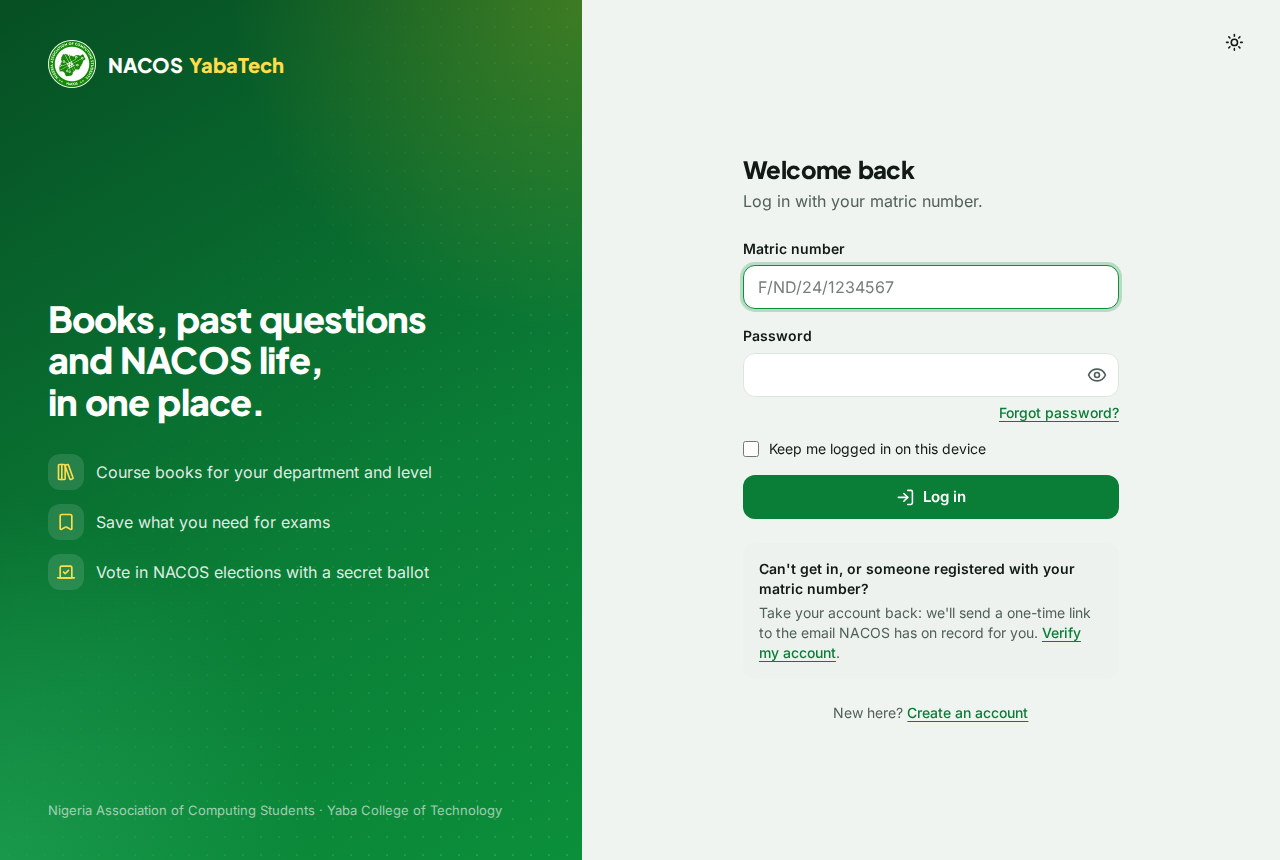 NACOS YabaTech
Books, past questions
and NACOS life,
in one place.
Course books for your department and level
Save what you need for exams
Vote in NACOS elections with a secret ballot
Nigeria Association of Computing Students · Yaba College of Technology
Welcome back
Log in with your matric number.
Matric number
F/ND/24/1234567
Password
Forgot password?
Keep me logged in on this device
Log in
Can't get in, or someone registered with your
matric number?
Take your account back: we'll send a one-time link
to the email NACOS has on record for you. Verify
my account.
New here? Create an account